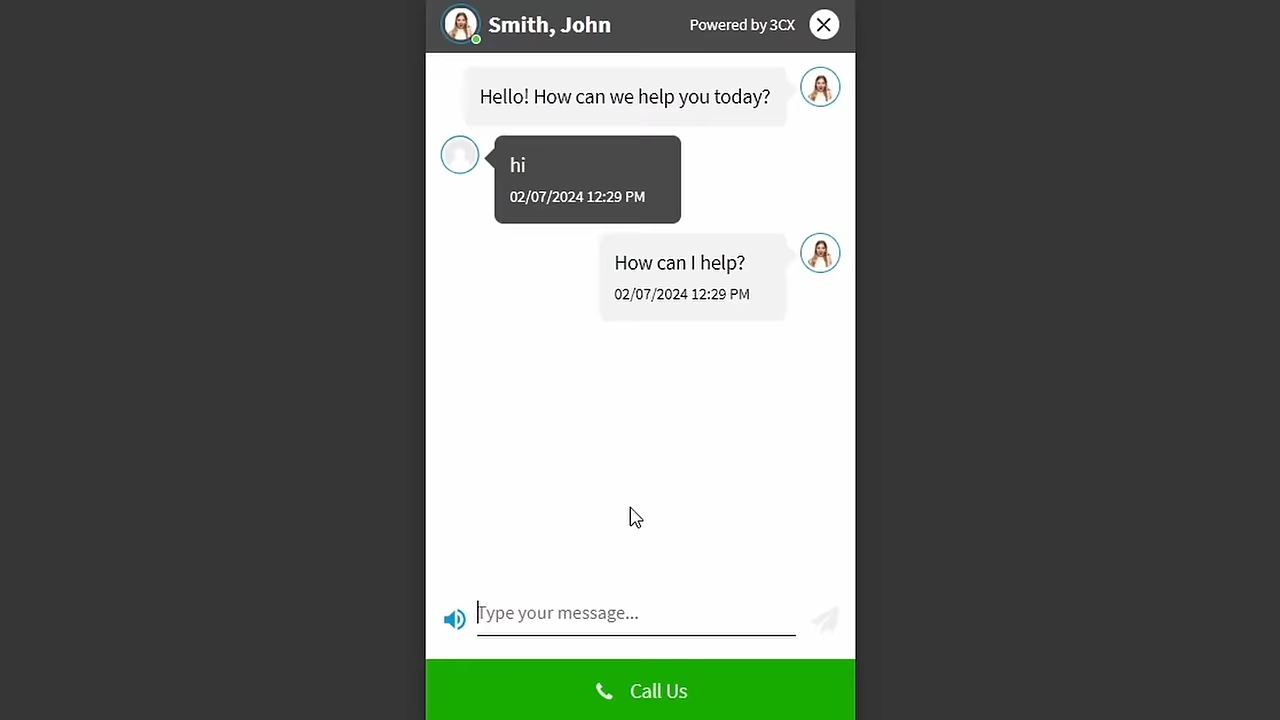 Smith, John
Powered by 3CX
Hello! How can we help you today?
hi
02/07/2024 12:29 PM
How can I help?
02/07/2024 12:29 PM
Type your message...
Call Us